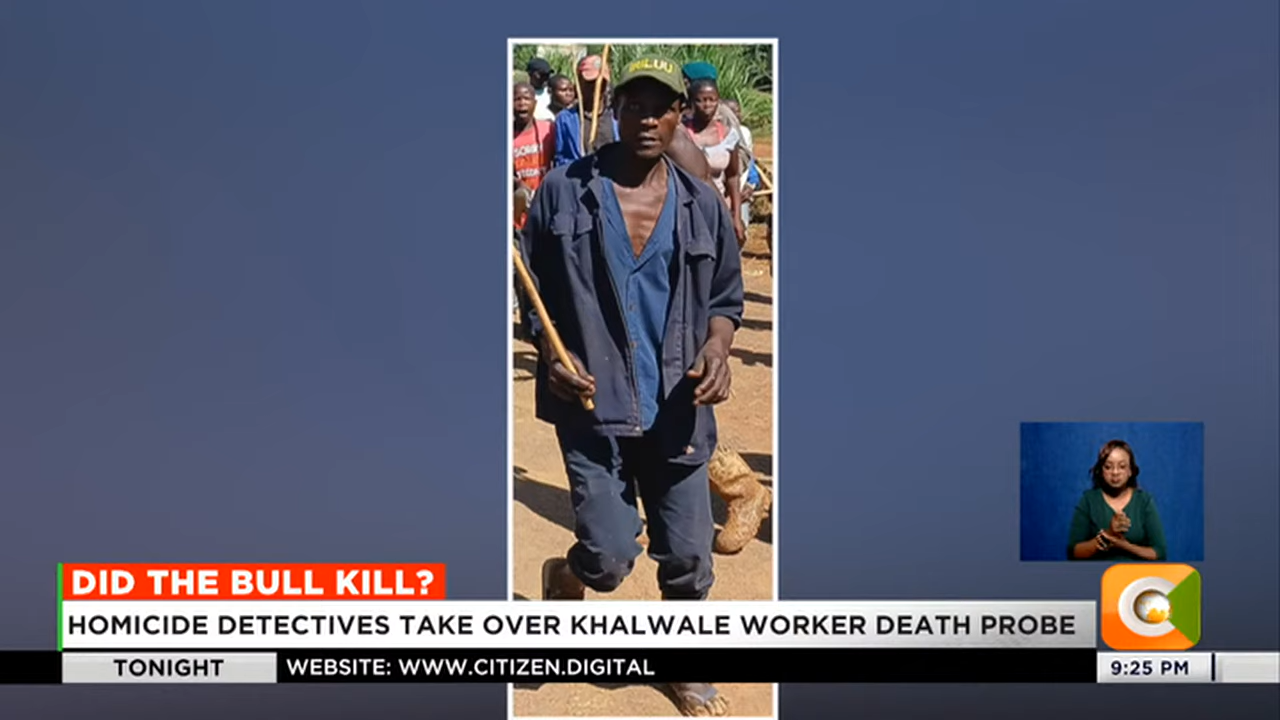 DID THE BULL KILL?
HOMICIDE DETECTIVES TAKE OVER KHALWALE WORKER DEATH PROBE
TONIGHT
WEBSITE: WWW.CITIZEN.DIGITAL
9:25 PM